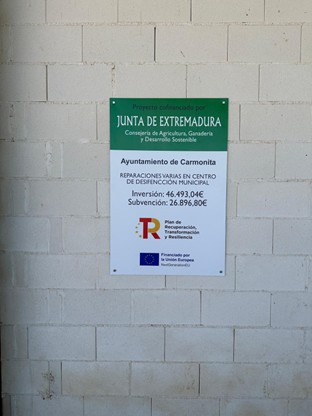 Proyecto cofinanciado por
JUNTA DE EXTREMADURA
Consejería de Agricultura, Ganadería
y Desarrollo Sostenible
Ayuntamiento de Carmonita
REPARACIONES VARIAS EN CENTRO
DE DESIFENCCIÓN MUNICIPAL
Inversión: 46.493,04€
Subvención: 26.896,80€
TR
Plan de
Recuperación,
Transformación
y Resiliencia
Financiado por
la Unión Europea
NextGenerationEU